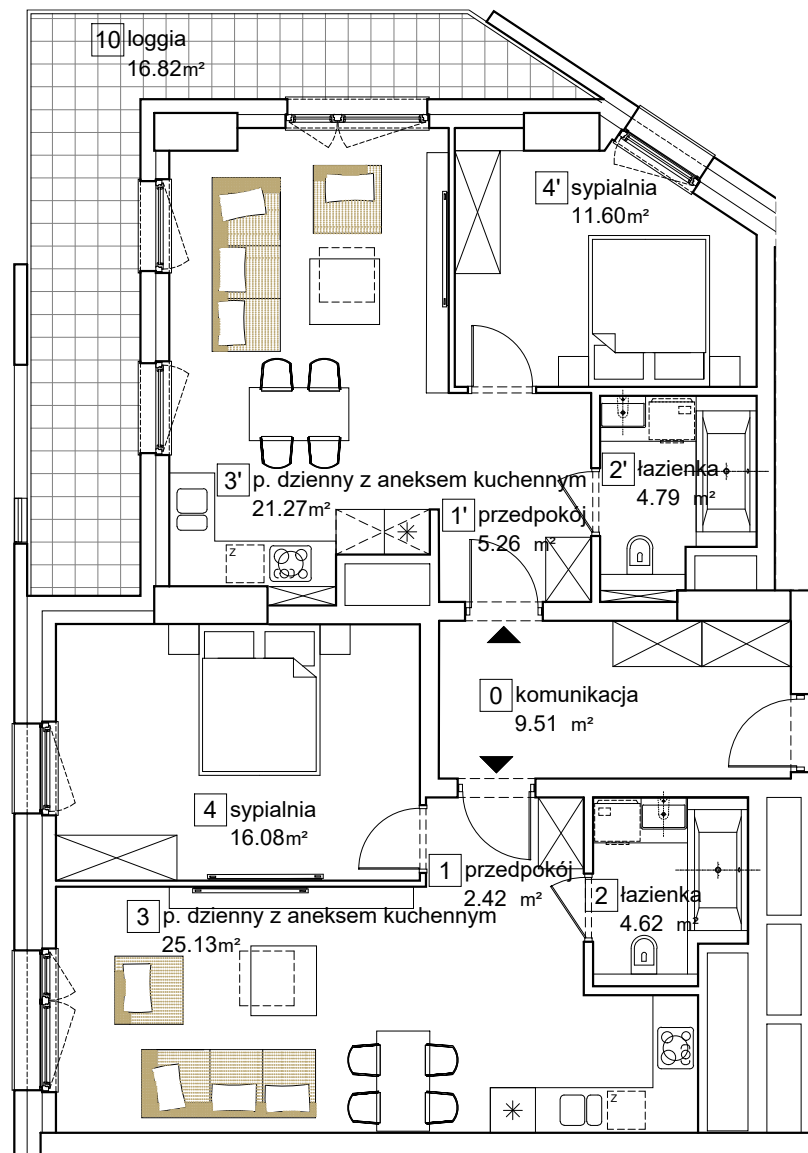 10 loggia
16.82m²
4' sypialnia
11.60m²
3' p. dzienny z aneksem kuchennym
21.27m²
2' łazienka
4.79 m²
1' przedpokój
5.26 m²
z
0 komunikacja
9.51 m²
4 sypialnia
16.08m²
1 przedpokój
2.42 m²
2 łazienka
4.62 m²
3 p. dzienny z aneksem kuchennym
25.13m²
z